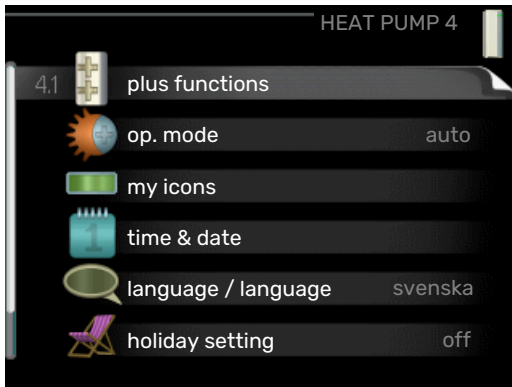 HEAT PUMP 4
4.1 plus functions
op. mode auto
my icons
1
time & date
language / language svenska
holiday setting off